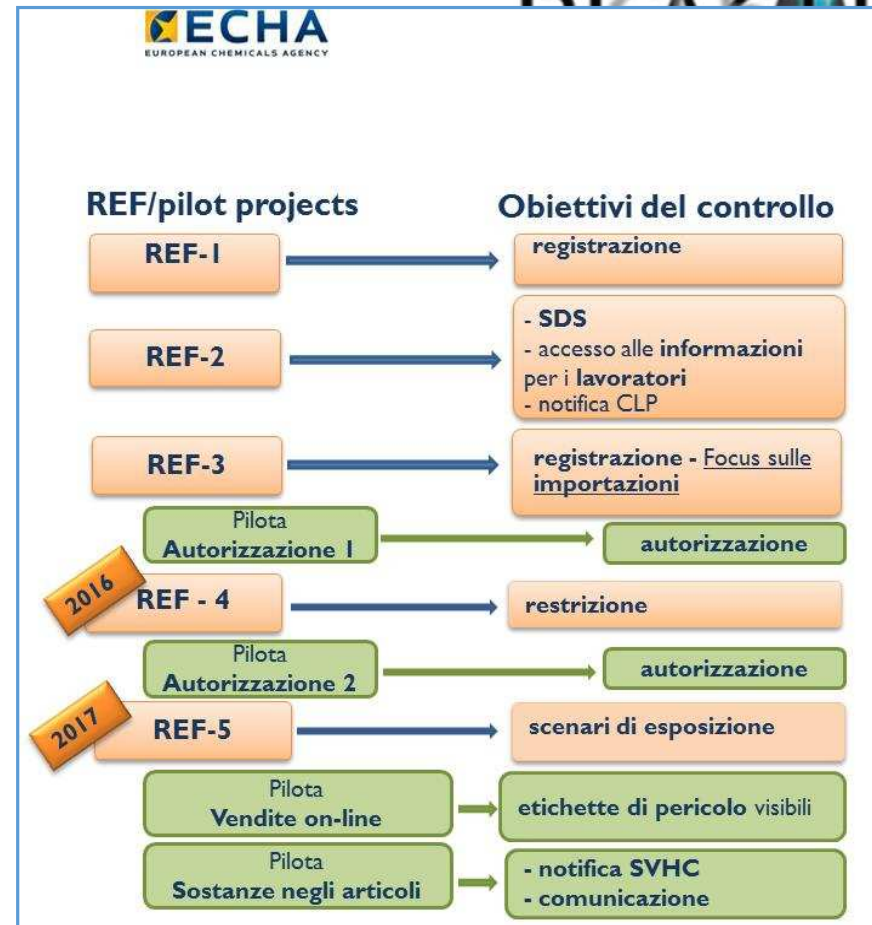 ECHA
EUROPEAN CHEMICALS AGENCY
REF/pilot projects
Obiettivi del controllo
REF-1
registrazione
REF-2
- SDS
- accesso alle informazioni
per i lavoratori
- notifica CLP
REF-3
registrazione - Focus sulle
importazioni
Pilota
Autorizzazione 1
autorizzazione
2016
REF - 4
restrizione
Pilota
Autorizzazione 2
autorizzazione
2017
REF-5
scenari di esposizione
Pilota
Vendite on-line
etichette di pericolo visibili
Pilota
Sostanze negli articoli
- notifica SVHC
- comunicazione